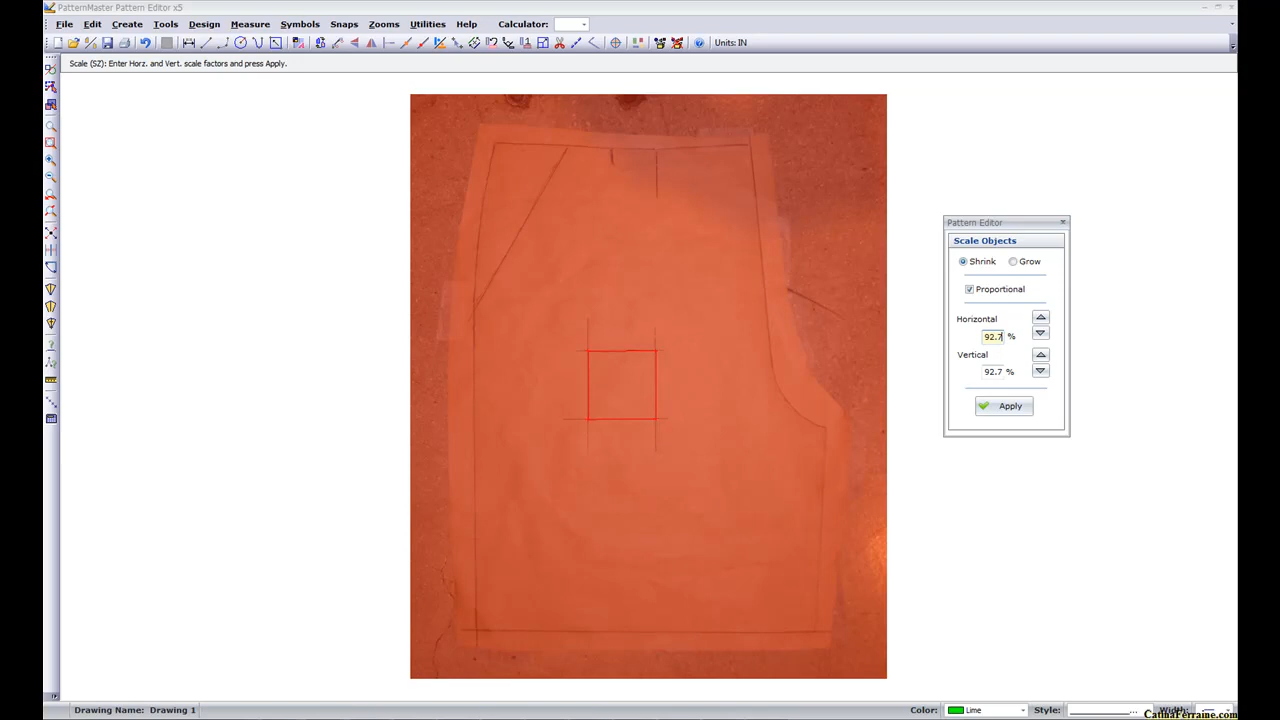 PatternMaster Pattern Editor x5
File Edit Create Tools Design Measure Symbols Snaps Zooms Utilities Help Calculator:
Units: IN
Scale (SZ): Enter Horz. and Vert. scale factors and press Apply.
Pattern Editor
Scale Objects
Shrink Grow
Proportional
Horizontal
92.7 %
Vertical
92.7 %
Apply
Drawing Name: Drawing 1 Color: Lime Style: Width: